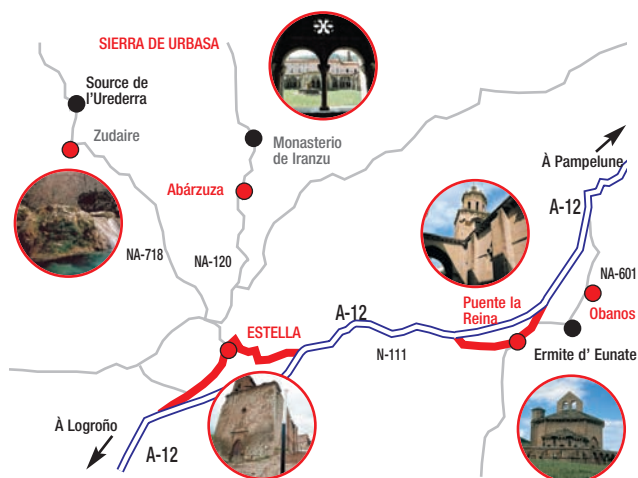 SIERRA DE URBASA
Source de
l'Urederra
Zudaire
Monasterio
de Iranzu
Abárzuza
À Pampelune
A-12
NA-718
NA-120
NA-601
Puente la
Reina
Obanos
A-12
ESTELLA
N-111
Ermite d' Eunate
À Logroño
A-12